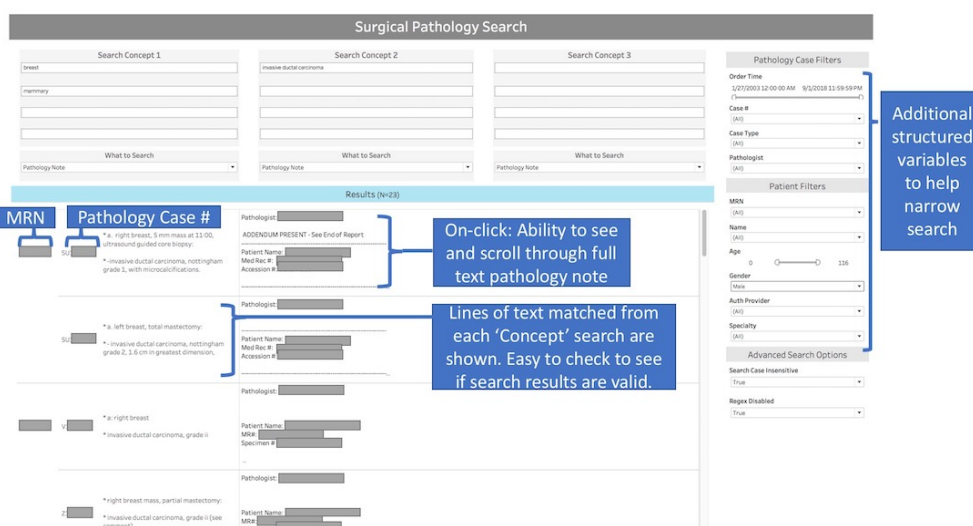 Surgical Pathology Search
Search Concept 1
breast
mammary
What to Search
Pathology Note
Search Concept 2
invasive ductal carcinoma
What to Search
Pathology Note
Search Concept 3
What to Search
Pathology Note
Results (N=23)
MRN
Pathology Case #
SU
* a. right breast, 5 mm mass at 11:00,
ultrasound guided core biopsy:
* -invasive ductal carcinoma, nottingham
grade 1, with microcalcifications.
Pathologist:
ADDENDUM PRESENT - See End of Report
Patient Name:
Med Rec #:
Accession #:
On-click: Ability to see
and scroll through full
text pathology note
SU
* a. left breast, total mastectomy:
* - invasive ductal carcinoma, nottingham
grade 2, 1.6 cm in greatest dimension,
Pathologist:
Patient Name:
Med Rec #:
Accession #
Lines of text matched from
each ‘Concept’ search are
shown. Easy to check to see
if search results are valid.
V
* a: right breast
* invasive ductal carcinoma, grade ii
Pathologist:
Patient Name:
MR#:
Specimen #
..
Z
* right breast mass, partial mastectomy:
* invasive ductal carcinoma, grade ii (see
comment)
Pathologist:
Patient Name:
MR#:
Pathology Case Filters
Order Time
1/27/2003 12:00:00 AM 9/1/2018 11:59:59 PM
Case #
(All)
Case Type
(All)
Pathologist
(All)
Patient Filters
MRN
(All)
Name
(All)
Age
0 116
Gender
Male
Auth Provider
(All)
Specialty
(All)
Advanced Search Options
Search Case Insensitive
True
Regex Disabled
True
Additional
structured
variables
to help
narrow
search